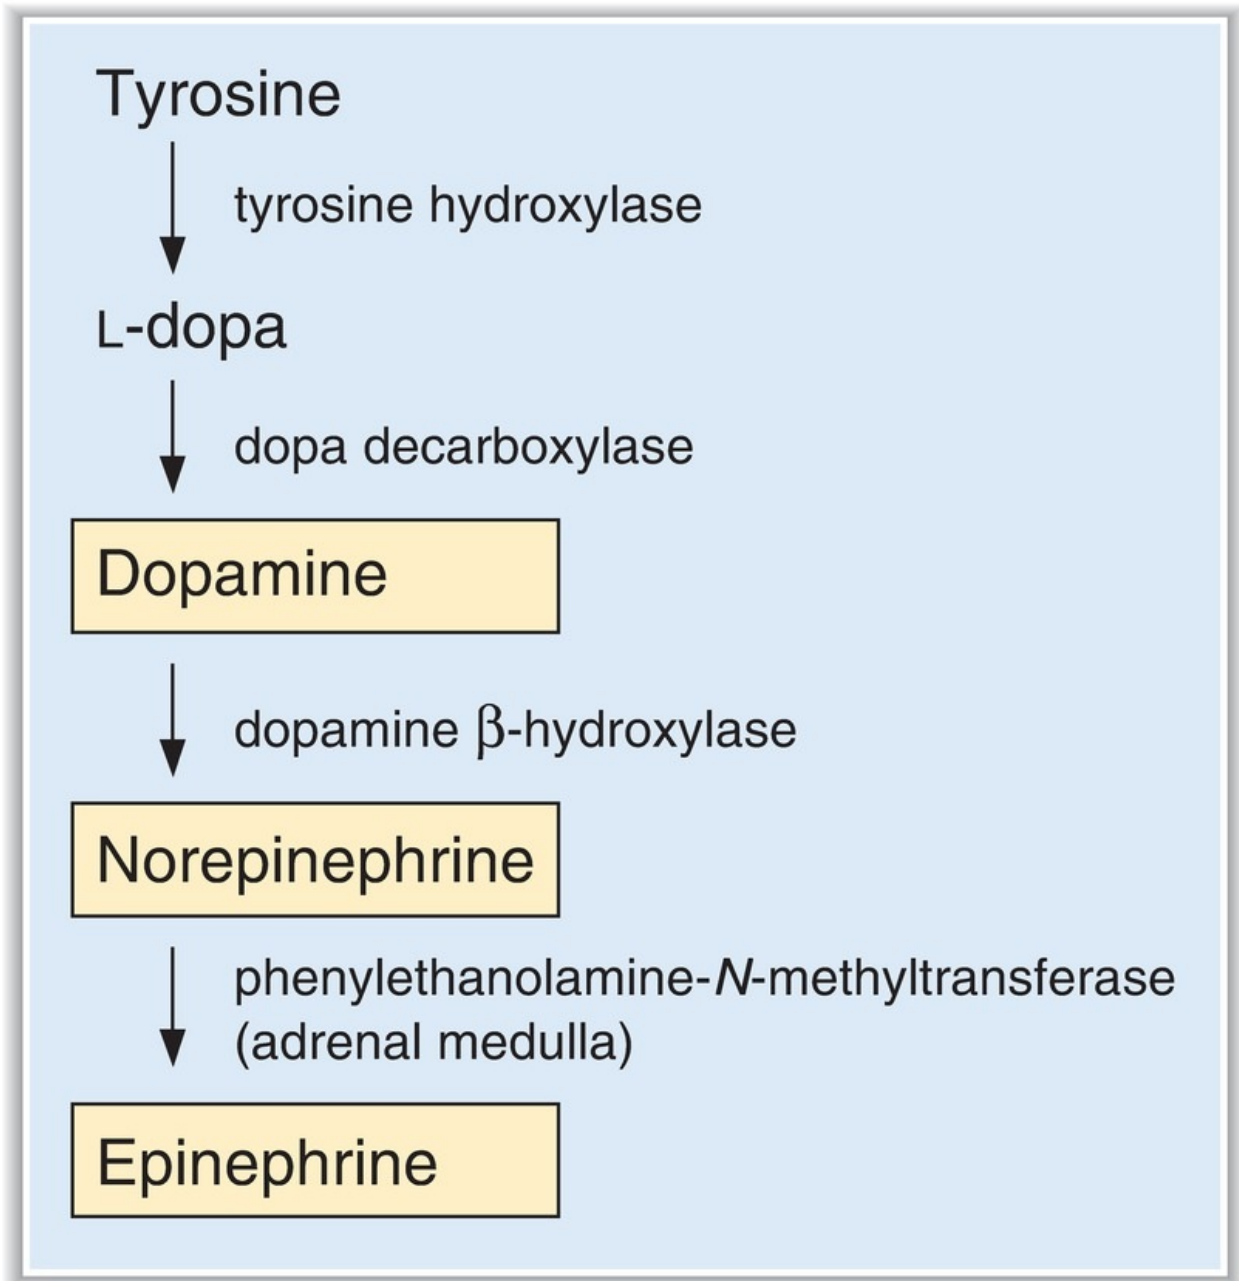 Tyrosine
tyrosine hydroxylase
L-dopa
dopa decarboxylase
Dopamine
dopamine β-hydroxylase
Norepinephrine
phenylethanolamine-N-methyltransferase
(adrenal medulla)
Epinephrine